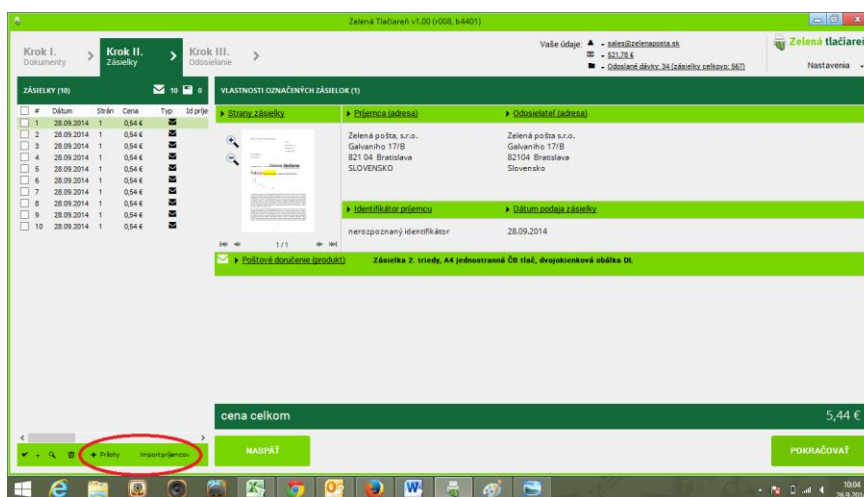 Zelená Tlačiareň v1.00 (r008, b4401)
Krok I.
Dokumenty
Krok II.
Zásielky
Krok III.
Odosielanie
Vaše údaje:
sales@zelenaposta.sk
521,78 €
Odoslané dávky: 34 (zásielky celkovo: 567)
Zelená tlačiareň
Nastavenia
ZÁSIELKY (10)
10
0
VLASTNOSTI OZNAČENÝCH ZÁSIELOK (1)
# Dátum Strán Cena Typ Id príje
1 28.09.2014 1 0,54 €
2 28.09.2014 1 0,54 €
3 28.09.2014 1 0,54 €
4 28.09.2014 1 0,54 €
5 28.09.2014 1 0,54 €
6 28.09.2014 1 0,54 €
7 28.09.2014 1 0,54 €
8 28.09.2014 1 0,54 €
9 28.09.2014 1 0,54 €
10 28.09.2014 1 0,54 €
Strany zásielky
1/1
Príjemca (adresa)
Zelená pošta, s.r.o.
Galvaniho 17/B
821 04 Bratislava
SLOVENSKO
Odosielateľ (adresa)
Zelená pošta s.r.o.
Galvaniho 17/B
82104 Bratislava
Slovensko
Identifikátor príjemcu
nerozpoznaný identifikátor
Dátum podaja zásielky
28.09.2014
Poštové doručenie (produkt)
Zásielka 2. triedy, A4 jednostranná ČB tlač, dvojokienková obálka DL
cena celkom
5,44 €
+ Prílohy
Import príjemcov
NASPÄŤ
POKRAČOVAŤ
10:04